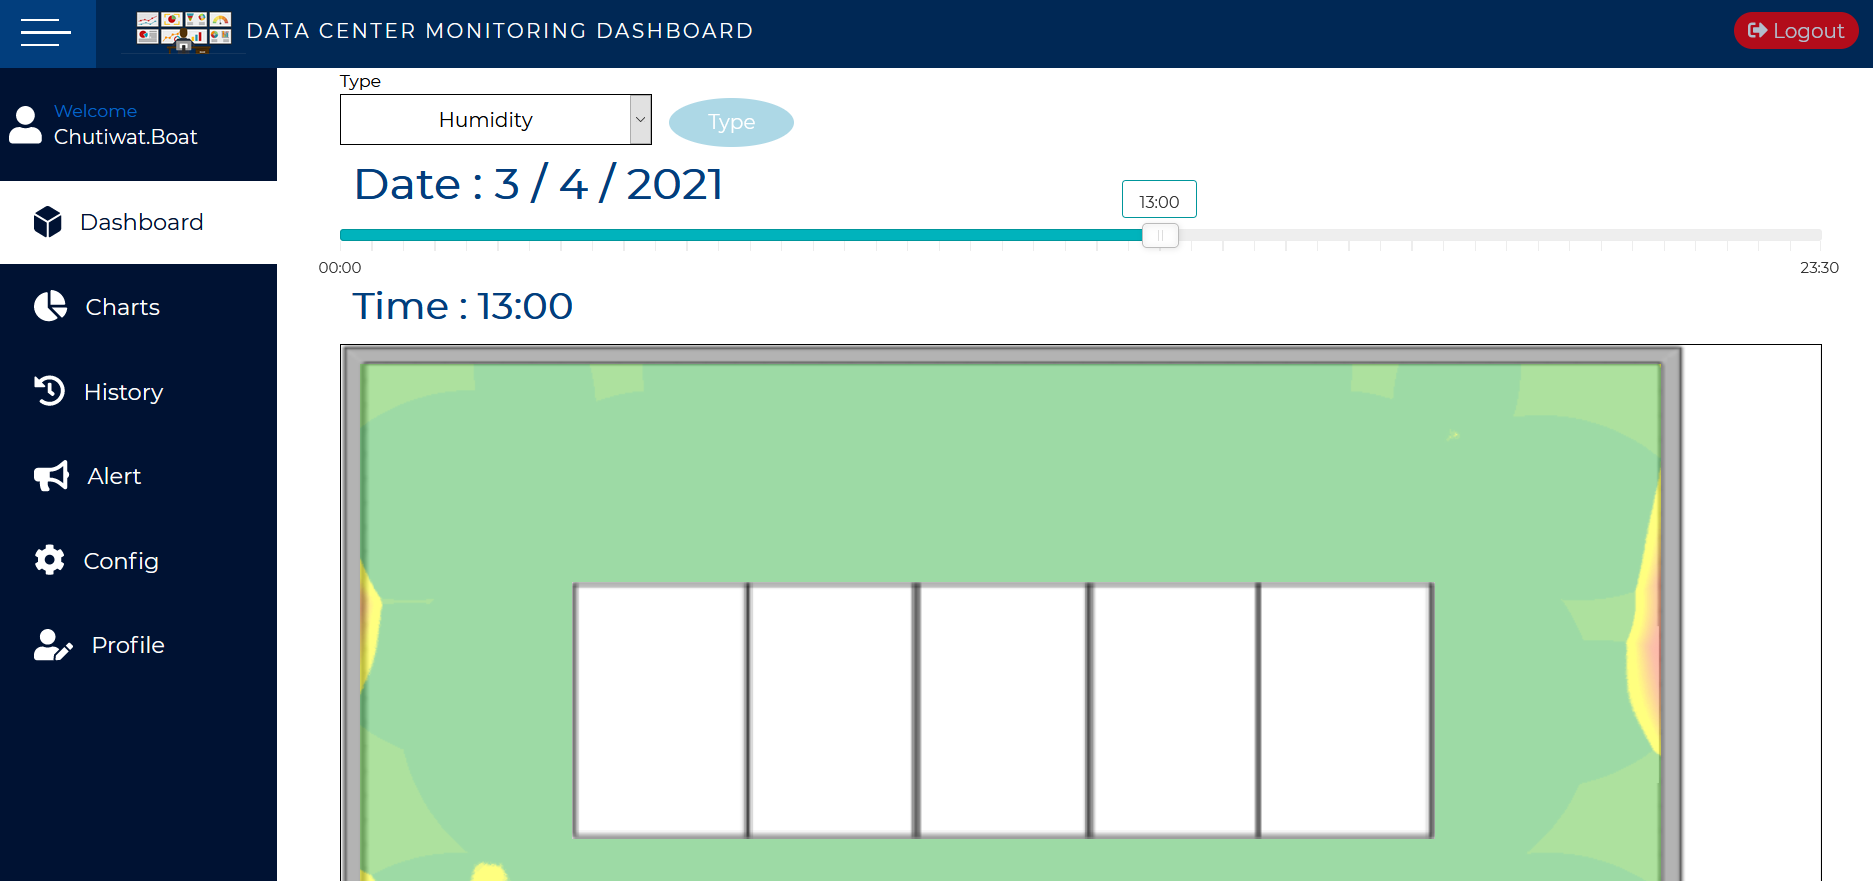 DATA CENTER MONITORING DASHBOARD
Logout
Welcome
Chutiwat.Boat
Dashboard
Charts
History
Alert
Config
Profile
Type
Humidity
Type
Date : 3 / 4 / 2021
13:00
00:00
23:30
Time : 13:00